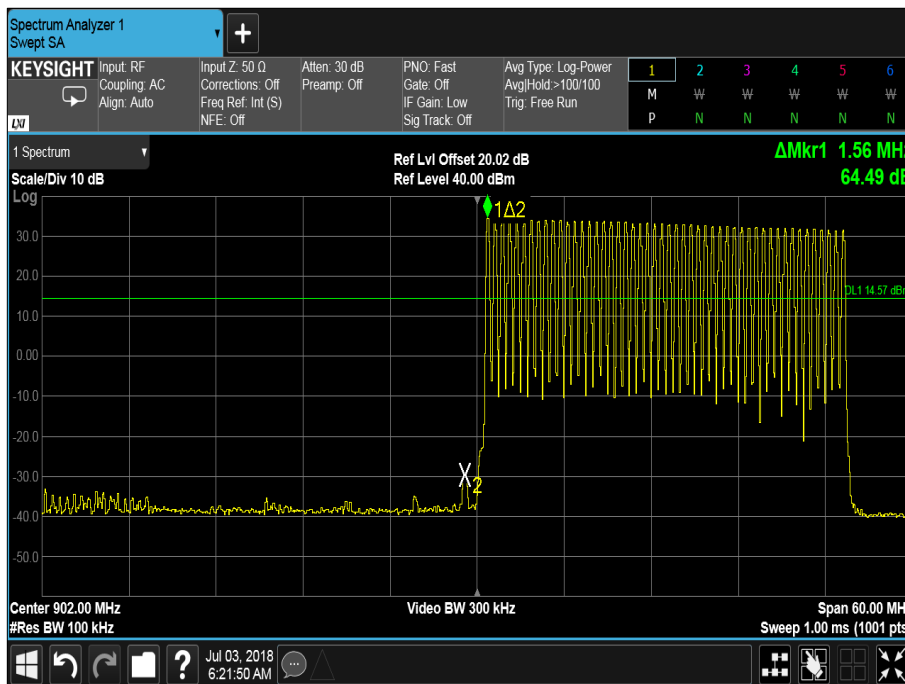 Spectrum Analyzer 1
Swept SA
KEYSIGHT
LXI
Input: RF
Coupling: AC
Align: Auto
Input Z: 50 Ω
Corrections: Off
Freq Ref: Int (S)
NFE: Off
Atten: 30 dB
Preamp: Off
PNO: Fast
Gate: Off
IF Gain: Low
Sig Track: Off
Avg Type: Log-Power
Avg|Hold:>100/100
Trig: Free Run
1 2 3 4 5 6
M W W W W W
P N N N N N
1 Spectrum
Scale/Div 10 dB
Ref Lvl Offset 20.02 dB
Ref Level 40.00 dBm
ΔMkr1 1.56 MHz
64.49 dB
Log
1Δ2
30.0
20.0
DL1 14.57 dBm
10.0
0.00
-10.0
-20.0
-30.0
2
-40.0
-50.0
Center 902.00 MHz
#Res BW 100 kHz
Video BW 300 kHz
Span 60.00 MH
Sweep 1.00 ms (1001 pts
Jul 03, 2018
6:21:50 AM